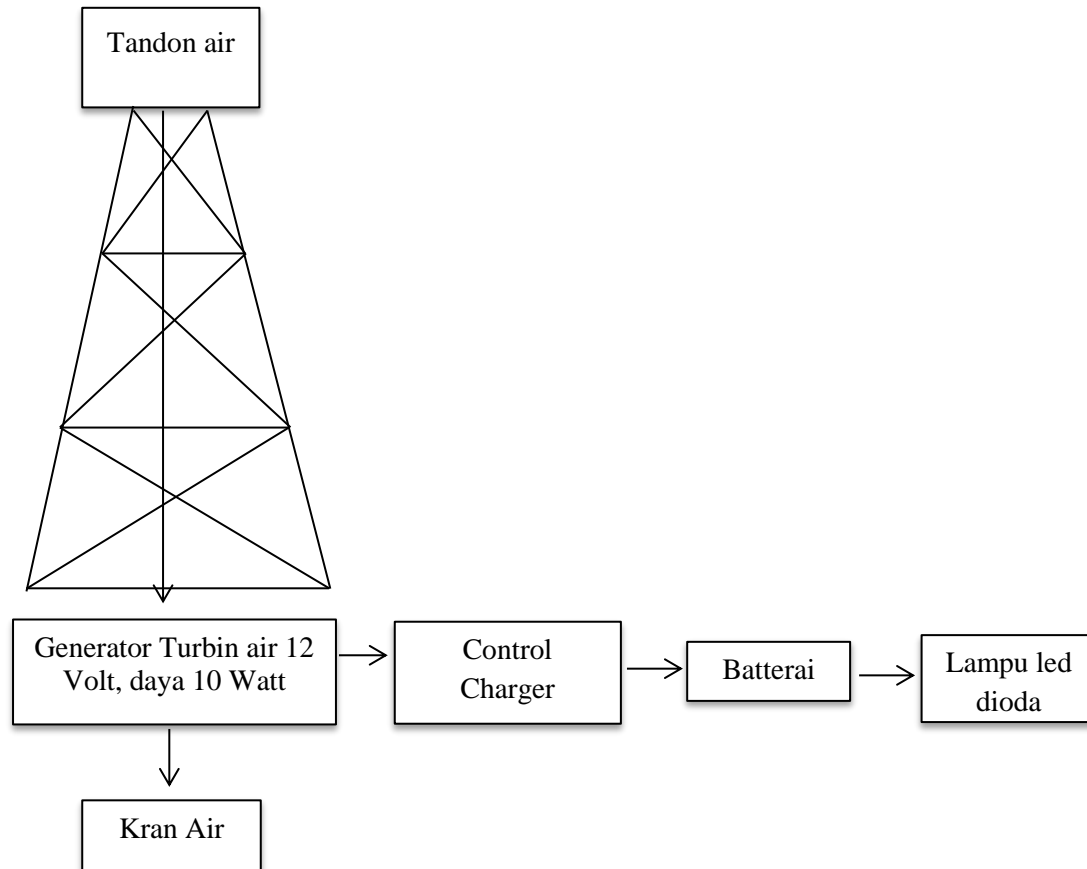 Tandon air
Generator Turbin air 12
Volt, daya 10 Watt
Control
Charger
Batterai
Lampu led
dioda
Kran Air